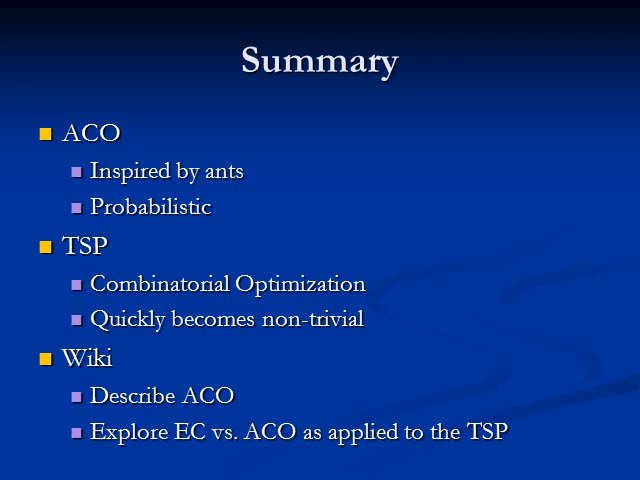 Summary
ACO
Inspired by ants
Probabilistic
TSP
Combinatorial Optimization
Quickly becomes non-trivial
Wiki
Describe ACO
Explore EC vs. ACO as applied to the TSP